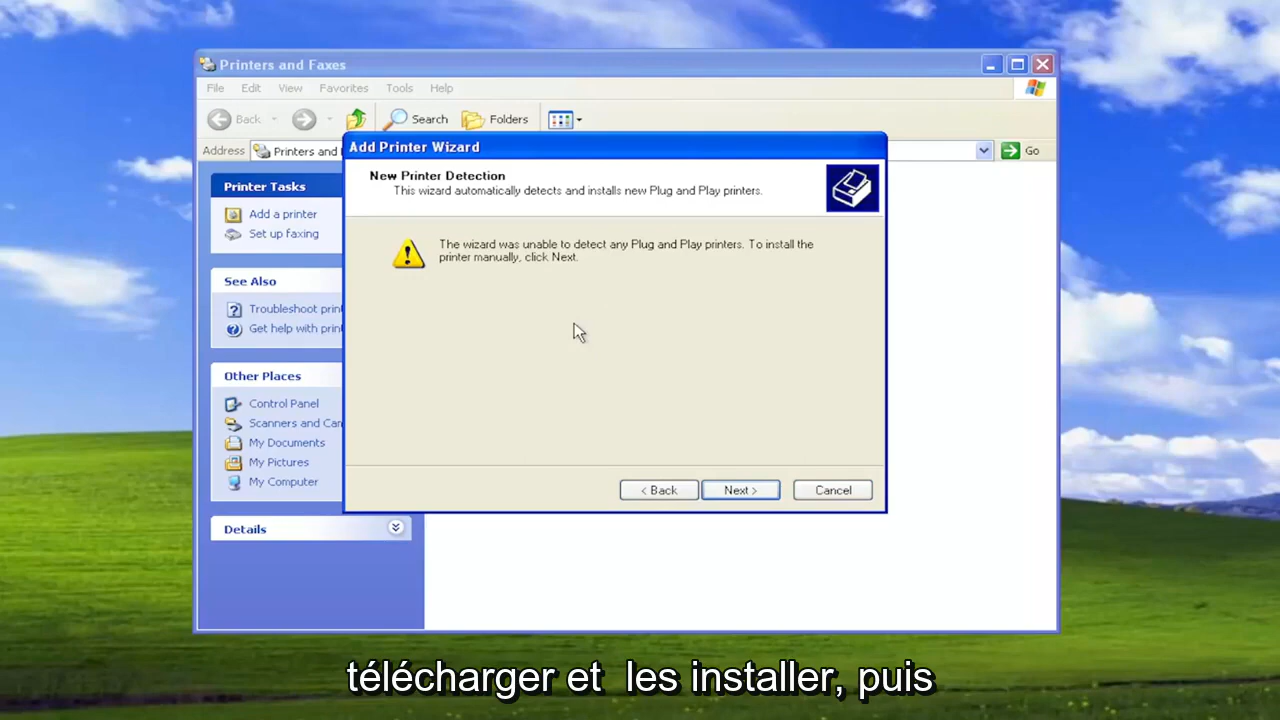 Printers and Faxes
File Edit View Favorites Tools Help
Back Search Folders
Address Printers and Go
Add Printer Wizard
New Printer Detection
This wizard automatically detects and installs new Plug and Play printers.
Printer Tasks
Add a printer
Set up faxing
The wizard was unable to detect any Plug and Play printers. To install the
printer manually, click Next.
See Also
Troubleshoot
Get help with
Other Places
Control Panel
Scanners and
My Documents
My Pictures
My Computer
Details
< Back Next > Cancel
télécharger et les installer, puis